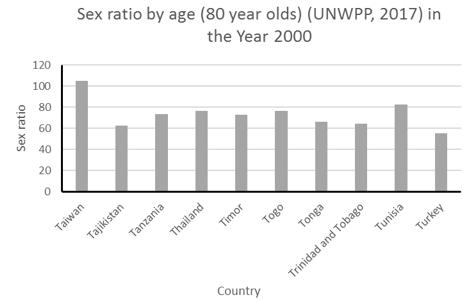 Sex ratio by age (80 year olds) (UNWPP, 2017) in
the Year 2000
120
100
80
60
40
20
0
Sex ratio
Taiwan
Tajikistan
Tanzania
Thailand
Timor
Togo
Tonga
Trinidad and Tobago
Tunisia
Turkey
Country